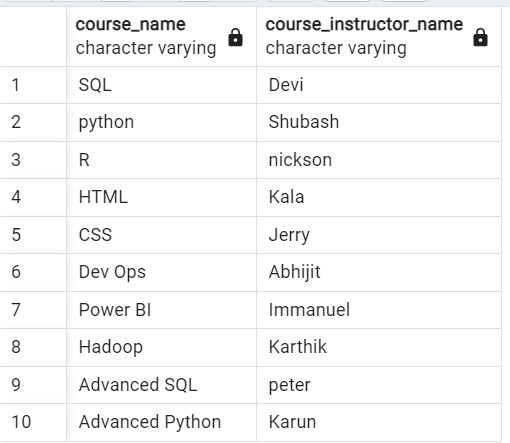 course_name course_instructor_name
character varying character varying
1 SQL Devi
2 python Shubash
3 R nickson
4 HTML Kala
5 CSS Jerry
6 Dev Ops Abhijit
7 Power BI Immanuel
8 Hadoop Karthik
9 Advanced SQL peter
10 Advanced Python Karun